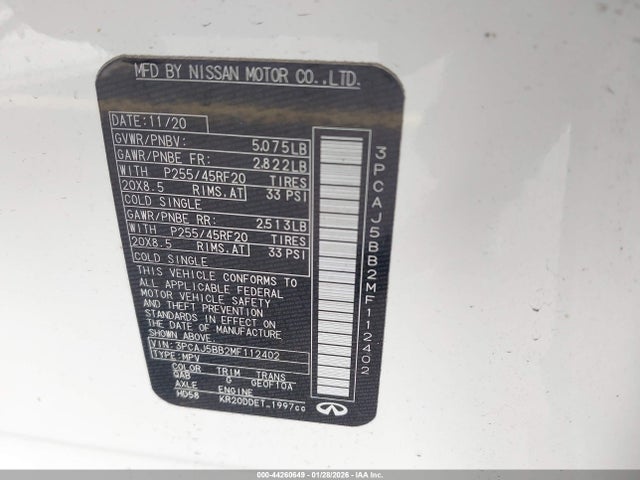 MFD BY NISSAN MOTOR CO.,LTD.
DATE:11/20
GVWR/PNBV: 5,075LB
GAWR/PNBE FR: 2,822LB
WITH P255/45RF20 TIRES
20X8.5 RIMS.AT 33 PSI
COLD SINGLE
GAWR/PNBE RR: 2,513LB
WITH P255/45RF20 TIRES
20X8.5 RIMS.AT 33 PSI
COLD SINGLE
THIS VEHICLE CONFORMS TO
ALL APPLICABLE FEDERAL
MOTOR VEHICLE SAFETY
AND THEFT PREVENTION
STANDARDS IN EFFECT ON
THE DATE OF MANUFACTURE
SHOWN ABOVE.
VIN: 3PCAJ5BB2MF112402
TYPE: MPV
COLOR TRIM TRANS
QAB G GE0F10A
AXLE ENGINE
HD58 KR20DDET_1997cc
3PCAJ5BB2MF112402
INFINITI
000-44260649 - 01/28/2026 - IAA Inc.